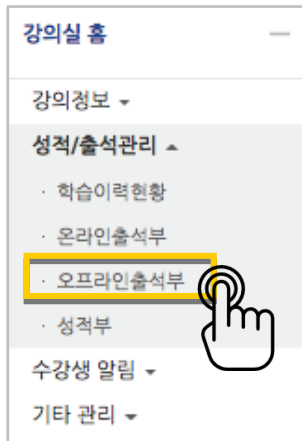 강의실 홈
강의정보
성적/출석관리
· 학습이력현황
· 온라인출석부
· 오프라인출석부
· 성적부
수강생 알림
기타 관리